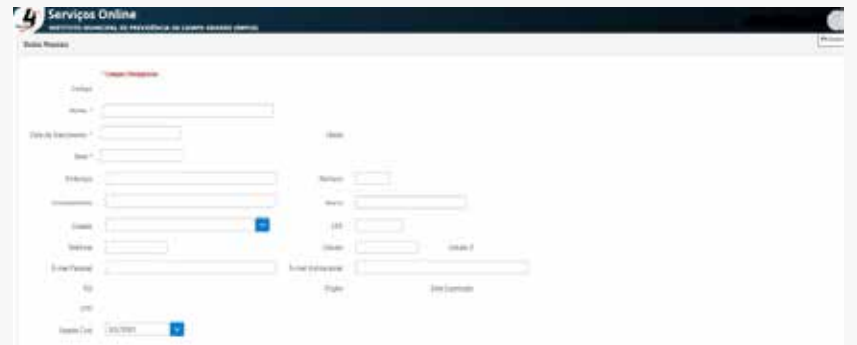 Serviços Online
INSTITUTO MUNICIPAL DE PREVIDÊNCIA DE CAMPO GRANDE (IMPCG)
Dados Pessoais
* Campos Obrigatórios
Código
Nome *
Data de Nascimento * Idade
Sexo *
Endereço Número
Complemento Bairro
Cidade CEP
Telefone Celular Celular 2
E-mail Pessoal E-mail Institucional
RG Órgão Data Expedição
CPF
Estado Civil SOLTEIRO